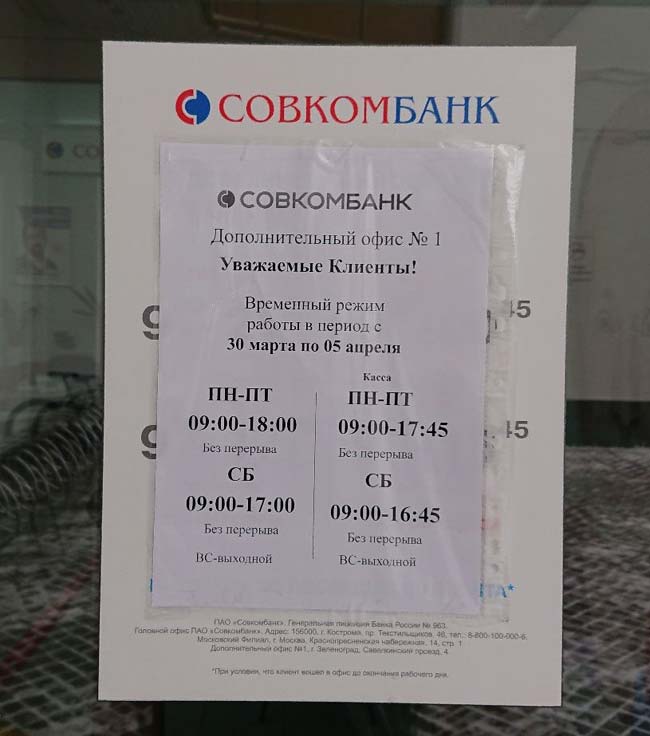 СОВКОМБАНК
СОВКОМБАНК
Дополнительный офис № 1
Уважаемые Клиенты!
Временный режим
работы в период с
30 марта по 05 апреля
ПН-ПТ
09:00-18:00
Без перерыва
СБ
09:00-17:00
Без перерыва
ВС-выходной
Касса
ПН-ПТ
09:00-17:45
Без перерыва
СБ
09:00-16:45
Без перерыва
ВС-выходной
45
45
ПАО «Совкомбанк». Генеральная лицензия Банка России № 963.
Головной офис ПАО «Совкомбанк». Адрес: 156000, г. Кострома, пр. Текстильщиков, 46, тел.: 8-800-100-000-6.
Московский Филиал, г. Москва, Краснопресненская набережная, 14, стр. 1
Дополнительный офис №1, г. Зеленоград, Савелкинский проезд, 4
*При условии, что клиент вошел в офис до окончания рабочего дня.